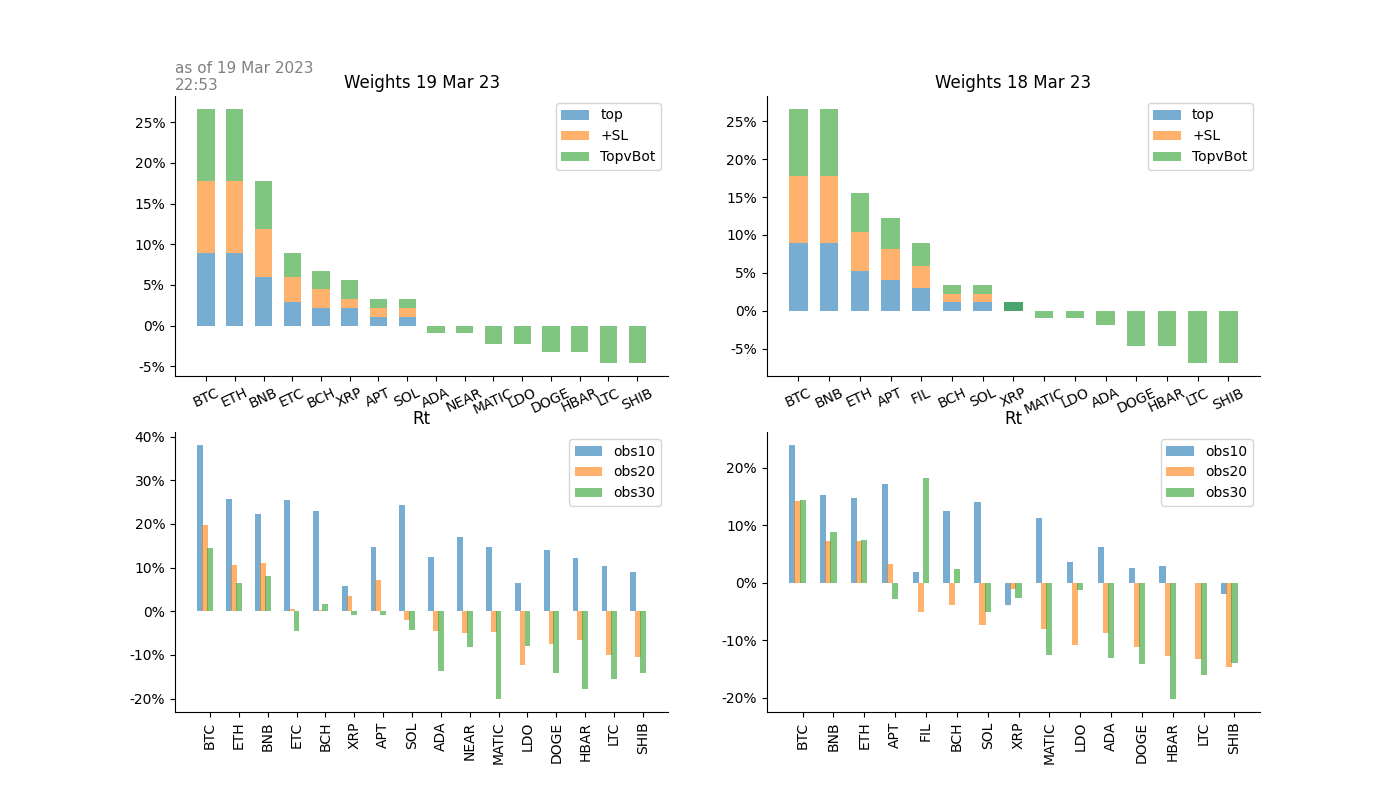 as of 19 Mar 2023
22:53
Weights 19 Mar 23
top
+SL
TopvBot
25%
20%
15%
10%
5%
0%
-5%
BTC ETH BNB ETC BCH XRP APT SOL ADA NEAR MATIC LDO DOGE HBAR LTC SHIB
Weights 18 Mar 23
top
+SL
TopvBot
25%
20%
15%
10%
5%
0%
-5%
BTC BNB ETH APT FIL BCH SOL XRP MATIC LDO ADA DOGE HBAR LTC SHIB
Rt
obs10
obs20
obs30
40%
30%
20%
10%
0%
-10%
-20%
BTC ETH BNB ETC BCH XRP APT SOL ADA NEAR MATIC LDO DOGE HBAR LTC SHIB
Rt
obs10
obs20
obs30
20%
10%
0%
-10%
-20%
BTC BNB ETH APT FIL BCH SOL XRP MATIC LDO ADA DOGE HBAR LTC SHIB